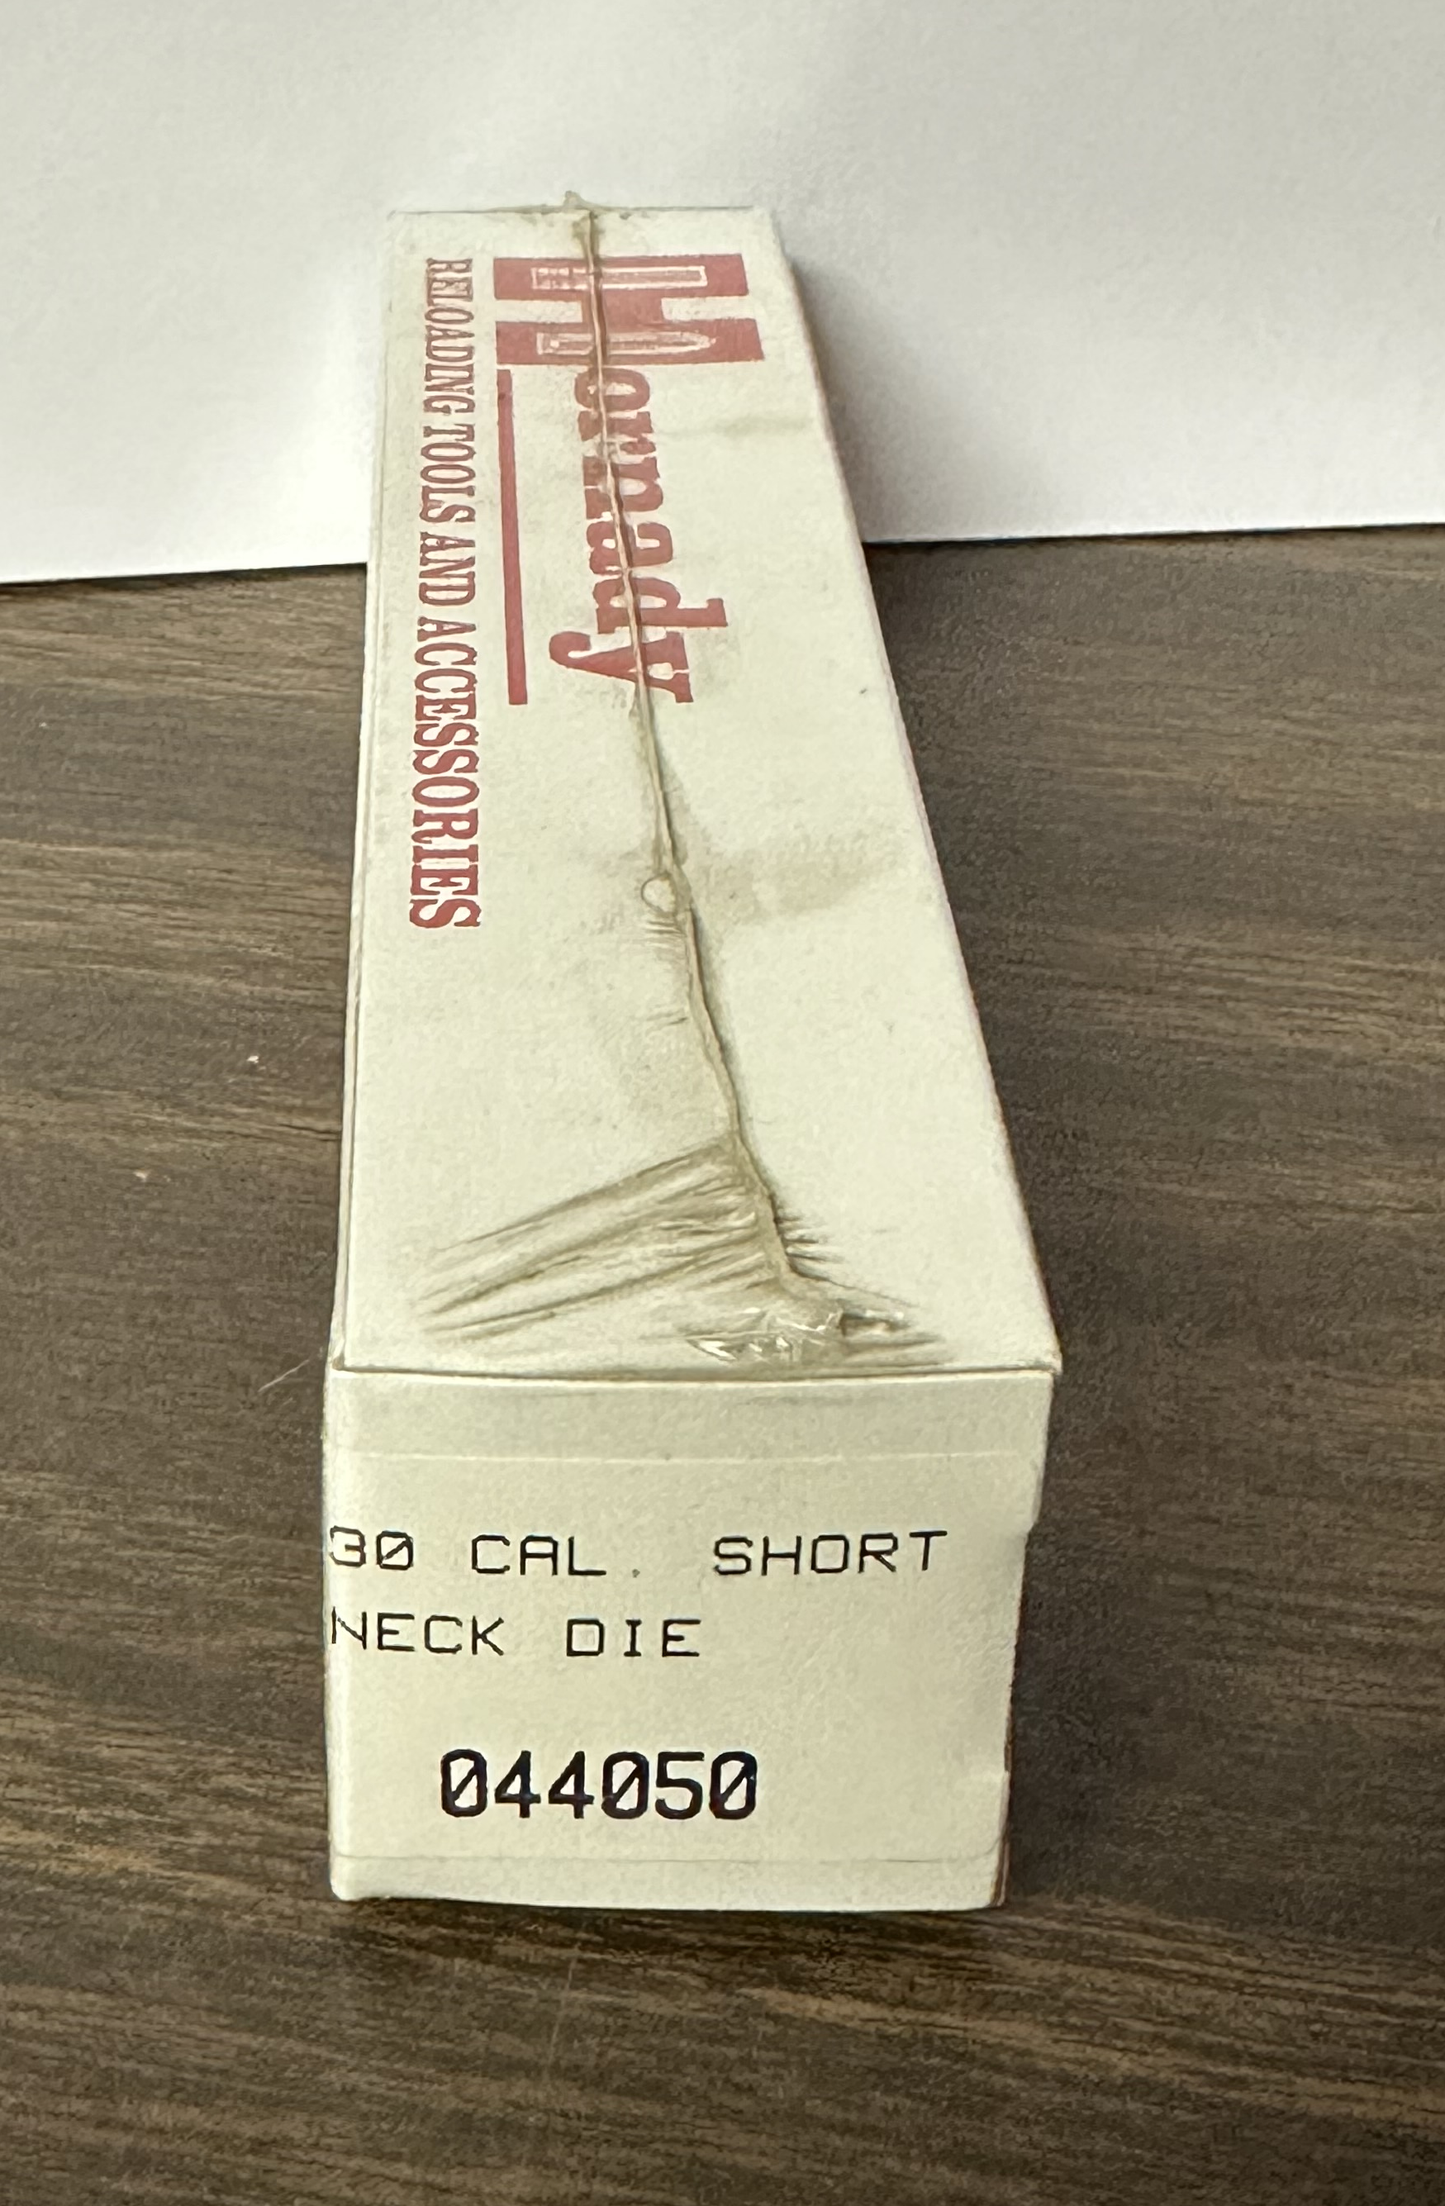 Hornady
RELOADING TOOLS AND ACCESSORIES
30 CAL. SHORT
NECK DIE
044050